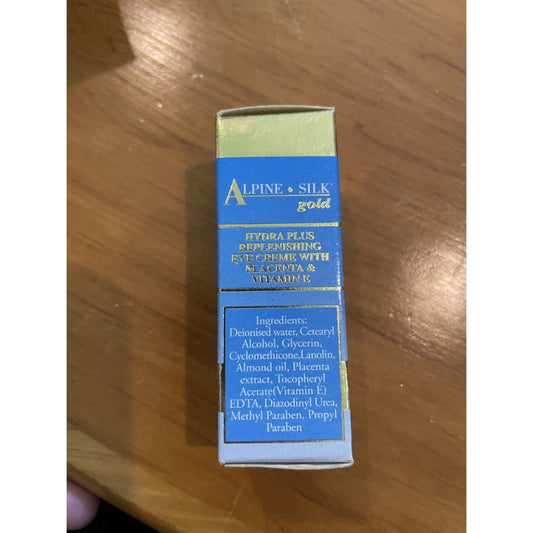 ALPINE • SILK™
gold
HYDRA PLUS
REPLENISHING
EYE CREME WITH
PLACENTA &
VITAMIN E
Ingredients:
Deionised water, Cetearyl
Alcohol, Glycerin,
Cyclomethicone,Lanolin,
Almond oil, Placenta
extract, Tocopheryl
Acetate(Vitamin E)
EDTA, Diazodinyl Urea,
Methyl Paraben, Propyl
Paraben